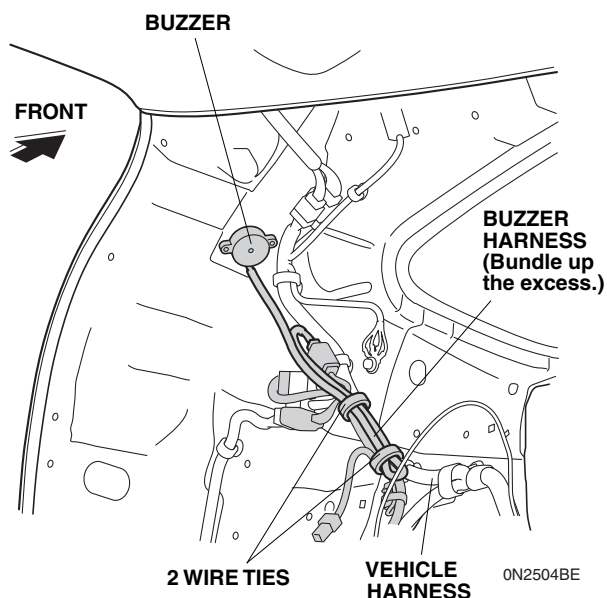 BUZZER
FRONT
BUZZER
HARNESS
(Bundle up
the excess.)
2 WIRE TIES
VEHICLE
HARNESS
0N2504BE